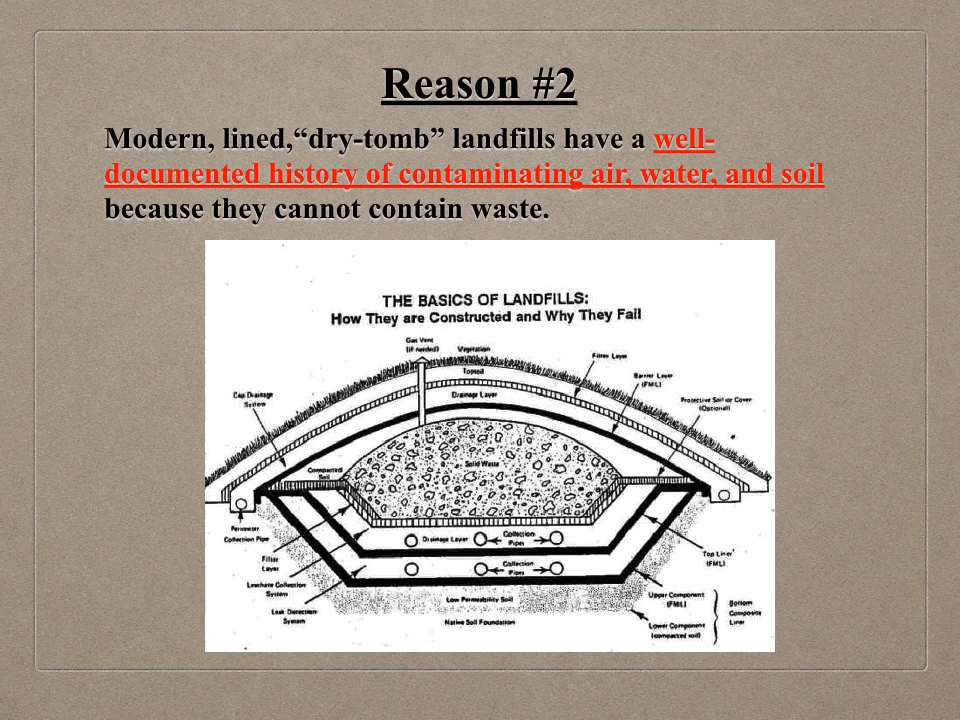 Reason #2
Modern, lined,“dry-tomb” landfills have a well-
documented history of contaminating air, water, and soil
because they cannot contain waste.
THE BASICS OF LANDFILLS:
How They are Constructed and Why They Fail
Gas Vent
(if needed)
Vegetation
Filter Layer
Topsoil
Barrier Layer
(FML)
Cap Drainage
System
Drainage Layer
Protective Soil or Cover
(Optional)
Solid Waste
Compacted
Soil
Perimeter
Collection Pipe
Drainage Layer
Collection
Pipes
Filter
Layer
Collection
Pipes
Top Liner
(FML)
Leachate Collection
System
Leak Detection
System
Low Permeability Soil
Native Soil Foundation
Upper Component
(FML)
Lower Component
(compacted soil)
Bottom
Composite
Liner